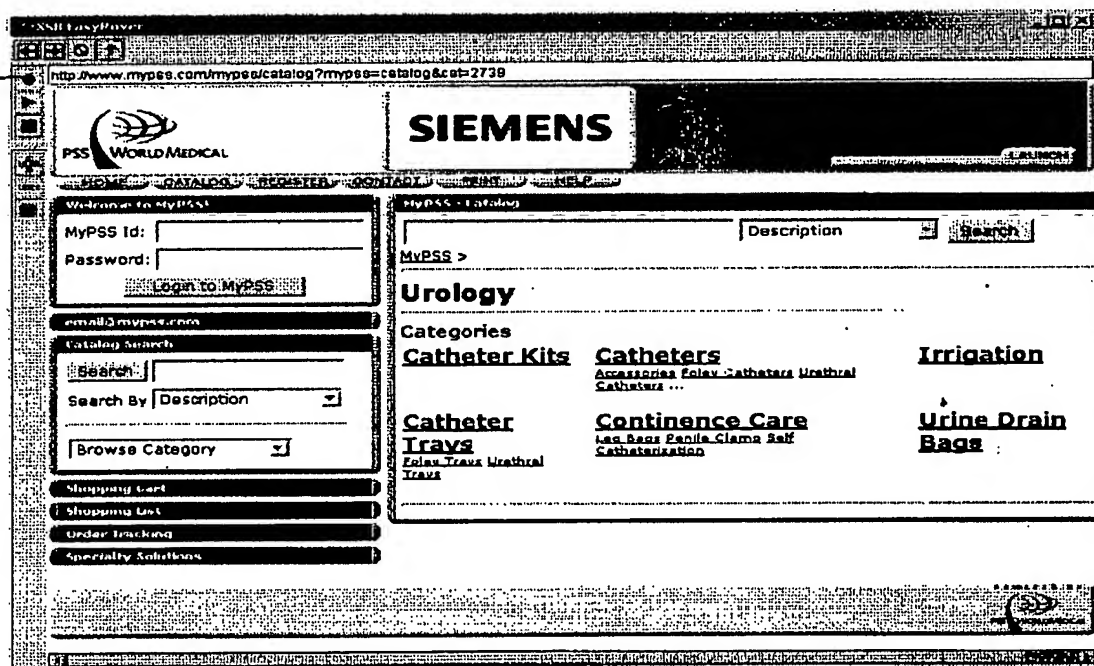 http://www.mypss.com/mypss/catalog?mypss=catalog&cat=2739
PSS WORLD MEDICAL
SIEMENS
HOME CATALOG REGISTER CONTACT PRINT HELP
Welcome to MyPSS!
MyPSS Id:
Password:
Login to MyPSS
email@mypss.com
Catalog Search
Search
Search By Description
Browse Category
Shopping Cart
Shopping List
Order Tracking
Specialty Solutions
MyPSS - Catalog
Description Search
MyPSS >
Urology
Categories
Catheter Kits
Catheters
Accessories Foley Catheters Urethral
Catheters ...
Irrigation
Catheter
Trays
Foley Trays Urethral
Trays
Continence Care
Leg Bags Penile Clamp Self
Catheterization
Urine Drain
Bags